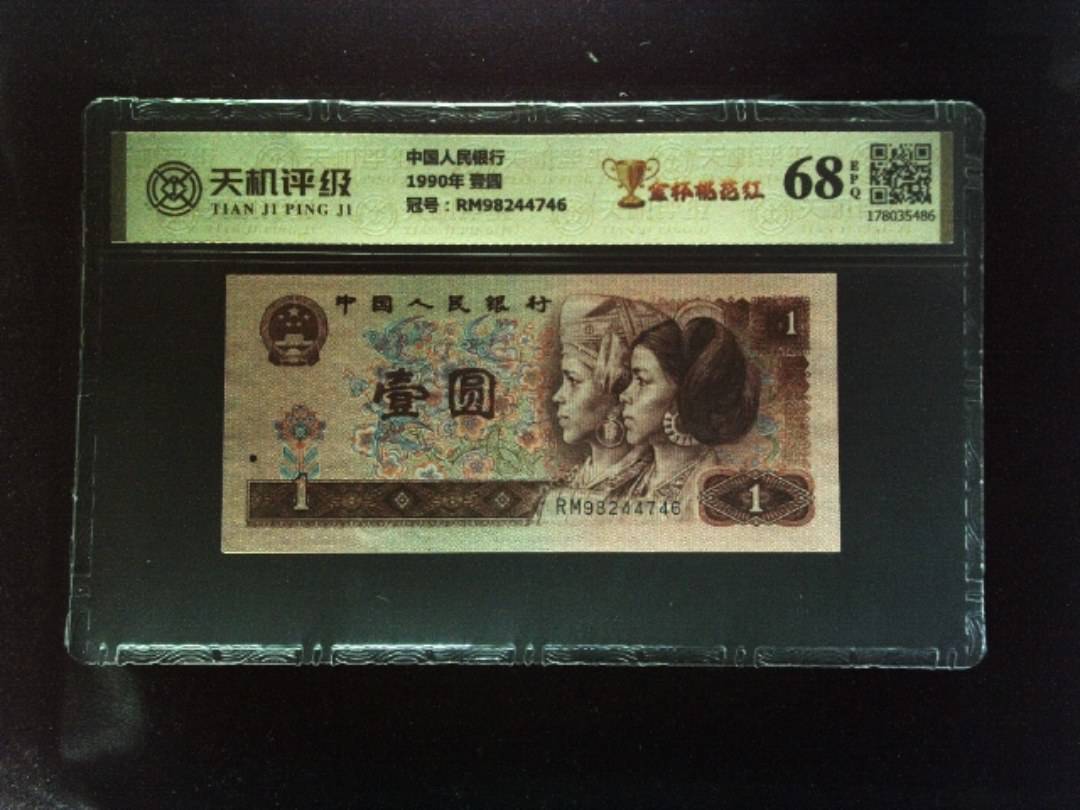 天机评级
TIAN JI PING JI
中国人民银行
1990年 壹圆
冠号：RM98244746
金杯桃花红
68
EPQ
178035486
中国人民银行
1
壹圆
1
RM98244746
1